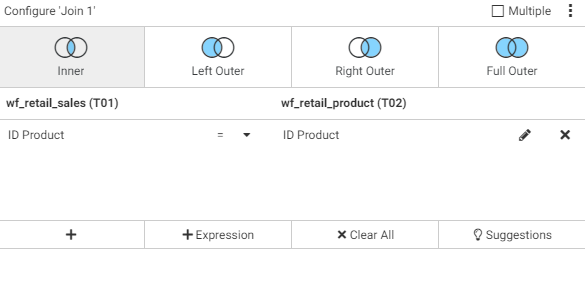 Configure 'Join 1' Multiple
Inner Left Outer Right Outer Full Outer
wf_retail_sales (T01) wf_retail_product (T02)
ID Product = ID Product
+ Expression Clear All Suggestions